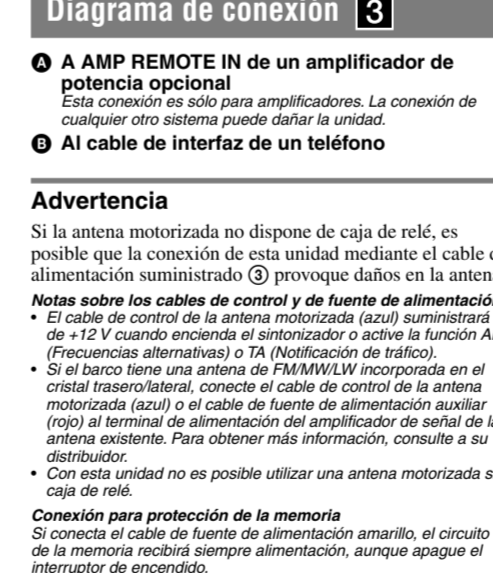 Diagrama de conexión 3
A A AMP REMOTE IN de un amplificador de
potencia opcional
Esta conexión es sólo para amplificadores. La conexión de
cualquier otro sistema puede dañar la unidad.
B Al cable de interfaz de un teléfono
Advertencia
Si la antena motorizada no dispone de caja de relé, es
posible que la conexión de esta unidad mediante el cable d
alimentación suministrado ③ provoque daños en la antena
Notas sobre los cables de control y de fuente de alimentación
• El cable de control de la antena motorizada (azul) suministrará
de +12 V cuando encienda el sintonizador o active la función A
(Frecuencias alternativas) o TA (Notificación de tráfico).
• Si el barco tiene una antena de FM/MW/LW incorporada en el
cristal trasero/lateral, conecte el cable de control de la antena
motorizada (azul) o el cable de fuente de alimentación auxiliar
(rojo) al terminal de alimentación del amplificador de señal de la
antena existente. Para obtener más información, consulte a su
distribuidor.
• Con esta unidad no es posible utilizar una antena motorizada s
caja de relé.
Conexión para protección de la memoria
Si conecta el cable de fuente de alimentación amarillo, el circuito
de la memoria recibirá siempre alimentación, aunque apague el
interruptor de encendido.